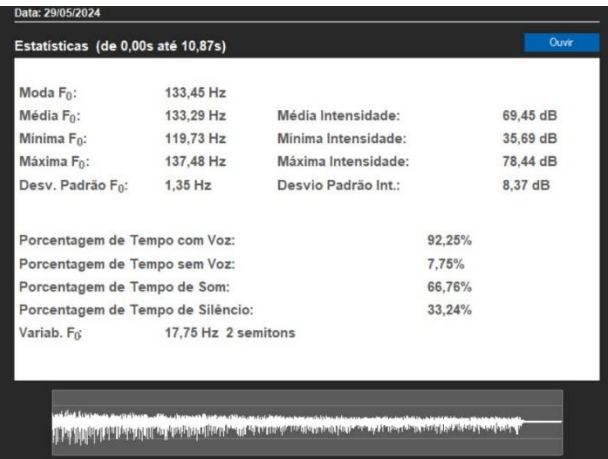 Data: 29/05/2024
Estatísticas (de 0,00s até 10,87s) Ouvir
Moda F₀: 133,45 Hz
Média F₀: 133,29 Hz Média Intensidade: 69,45 dB
Mínima F₀: 119,73 Hz Mínima Intensidade: 35,69 dB
Máxima F₀: 137,48 Hz Máxima Intensidade: 78,44 dB
Desv. Padrão F₀: 1,35 Hz Desvio Padrão Int.: 8,37 dB
Porcentagem de Tempo com Voz: 92,25%
Porcentagem de Tempo sem Voz: 7,75%
Porcentagem de Tempo de Som: 66,76%
Porcentagem de Tempo de Silêncio: 33,24%
Variab. F₀: 17,75 Hz 2 semitons